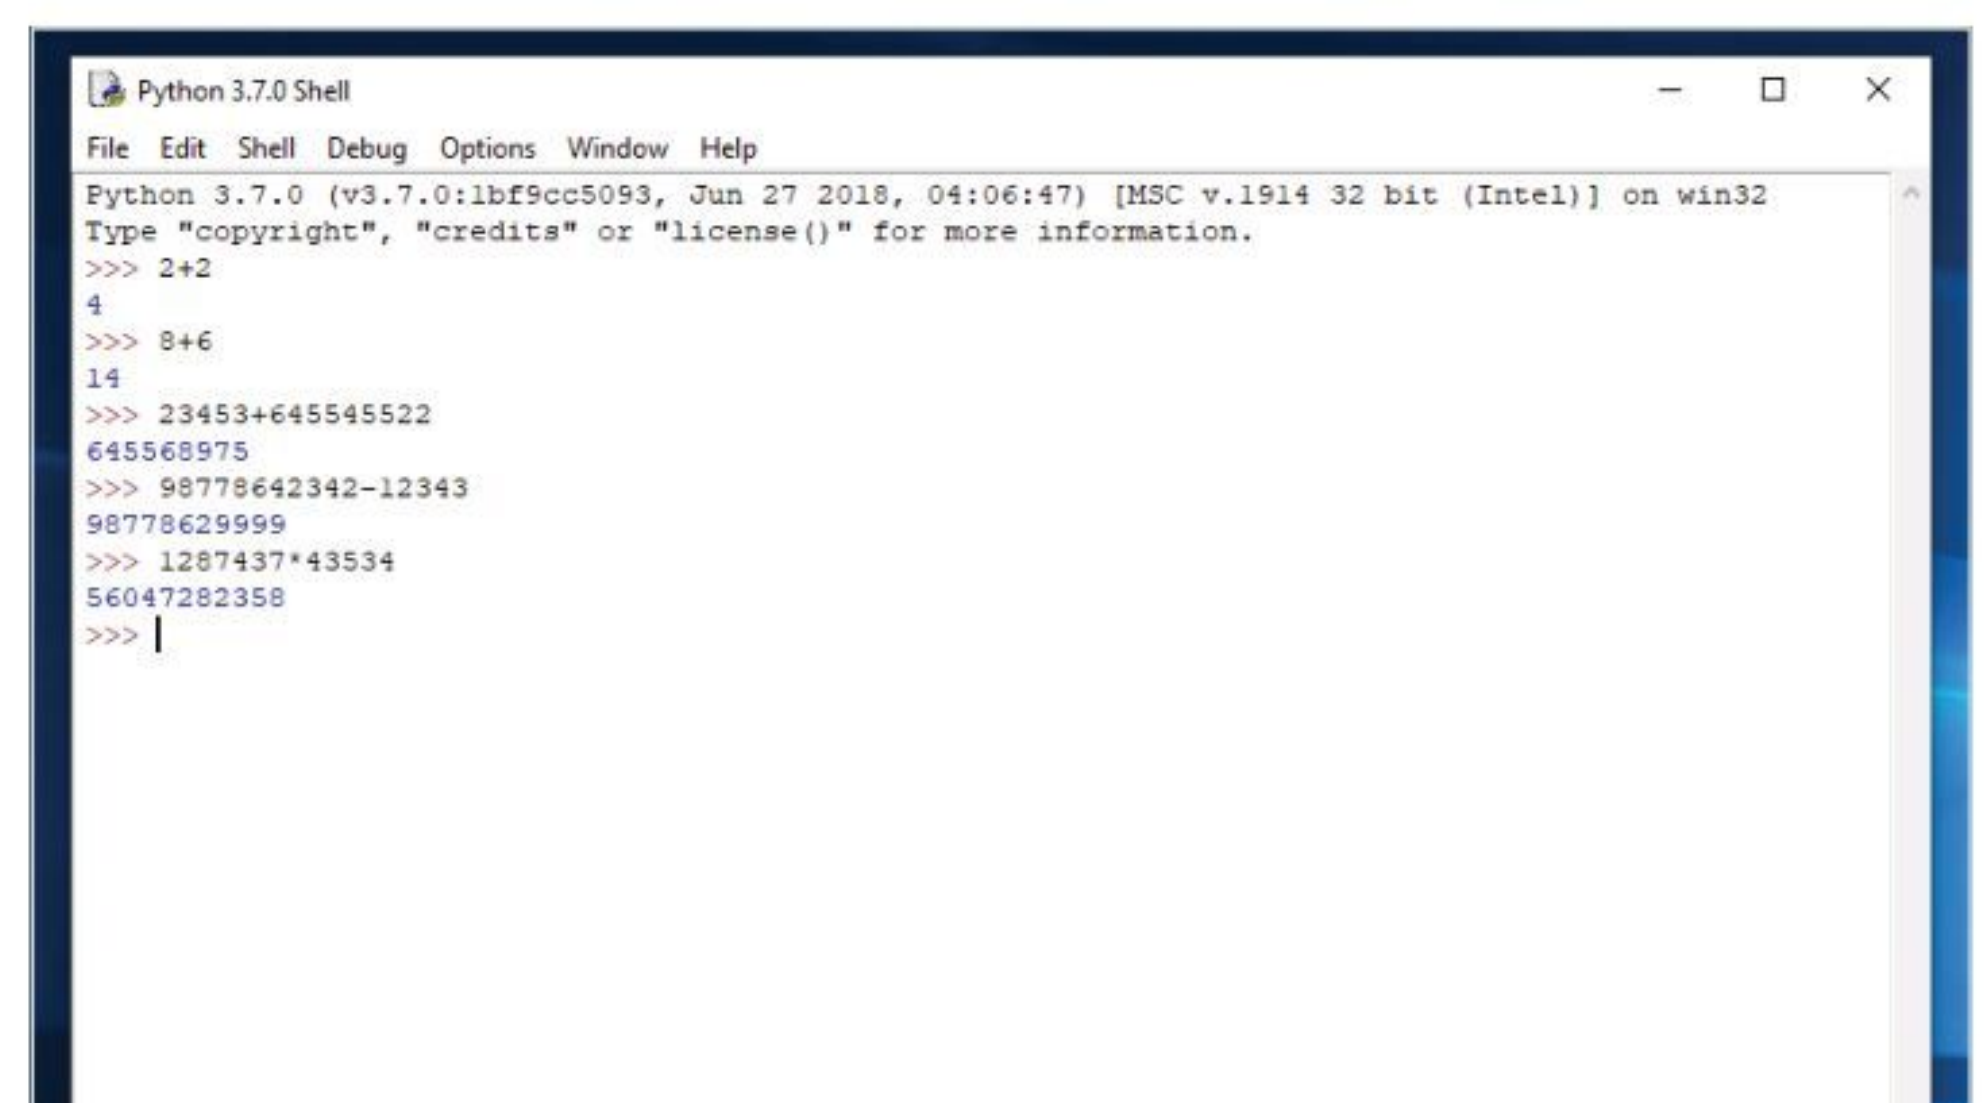 Python 3.7.0 Shell
File Edit Shell Debug Options Window Help
Python 3.7.0 (v3.7.0:1bf9cc5093, Jun 27 2018, 04:06:47) [MSC v.1914 32 bit (Intel)] on win32
Type "copyright", "credits" or "license()" for more information.
>>> 2+2
4
>>> 8+6
14
>>> 23453+645545522
645568975
>>> 98778642342-12343
98778629999
>>> 1287437*43534
56047282358
>>>